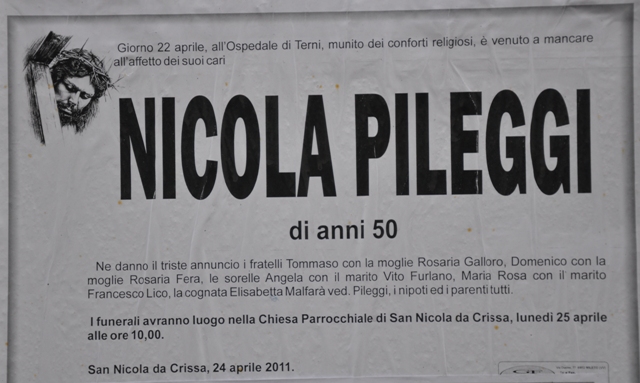 Giorno 22 aprile, all'Ospedale di Terni, munito dei conforti religiosi, è venuto a mancare
all'affetto dei suoi cari
NICOLA PILEGGI
di anni 50
Ne danno il triste annuncio i fratelli Tommaso con la moglie Rosaria Galloro, Domenico con la
moglie Rosaria Fera, le sorelle Angela con il marito Vito Furlano, Maria Rosa con il marito
Francesco Lico, la cognata Elisabetta Malfarà ved. Pileggi, i nipoti ed i parenti tutti.
I funerali avranno luogo nella Chiesa Parrocchiale di San Nicola da Crissa, lunedi 25 aprile
alle ore 10,00.
San Nicola da Crissa, 24 aprile 2011.